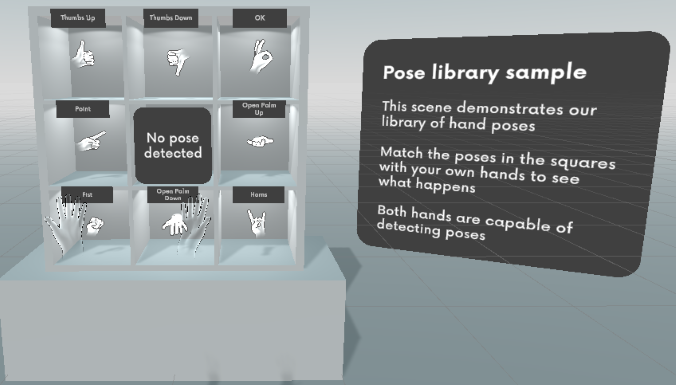 Thumbs Up
Thumbs Down
OK
Point
No pose
detected
Open Palm
Up
Fist
Open Palm
Down
Horns
Pose library sample
This scene demonstrates our
library of hand poses
Match the poses in the squares
with your own hands to see
what happens
Both hands are capable of
detecting poses